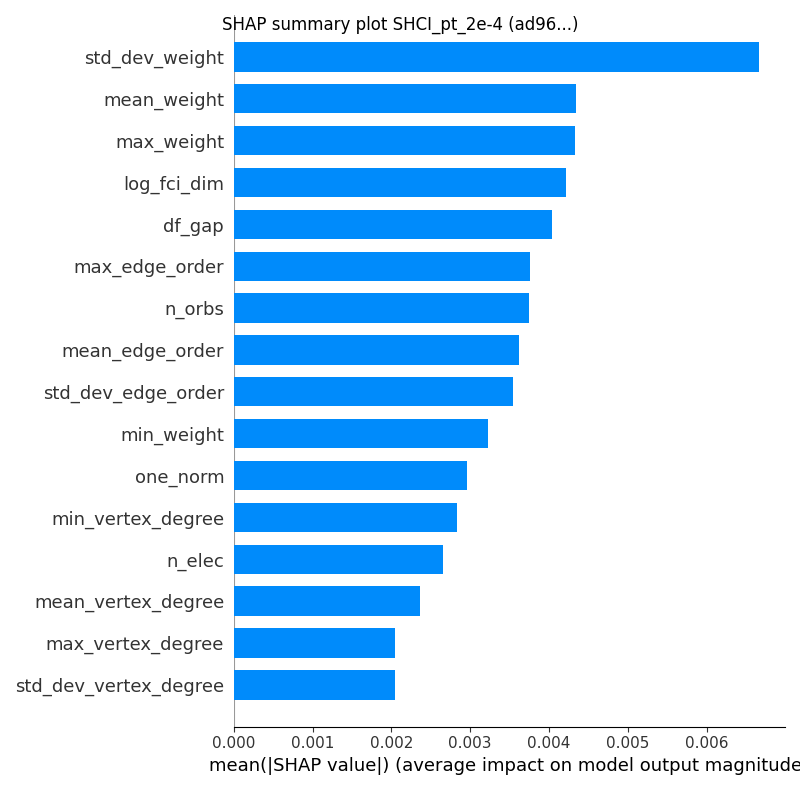 SHAP summary plot SHCI_pt_2e-4 (ad96...)
std_dev_weight
mean_weight
max_weight
log_fci_dim
df_gap
max_edge_order
n_orbs
mean_edge_order
std_dev_edge_order
min_weight
one_norm
min_vertex_degree
n_elec
mean_vertex_degree
max_vertex_degree
std_dev_vertex_degree
0.000 0.001 0.002 0.003 0.004 0.005 0.006
mean(|SHAP value|) (average impact on model output magnitude